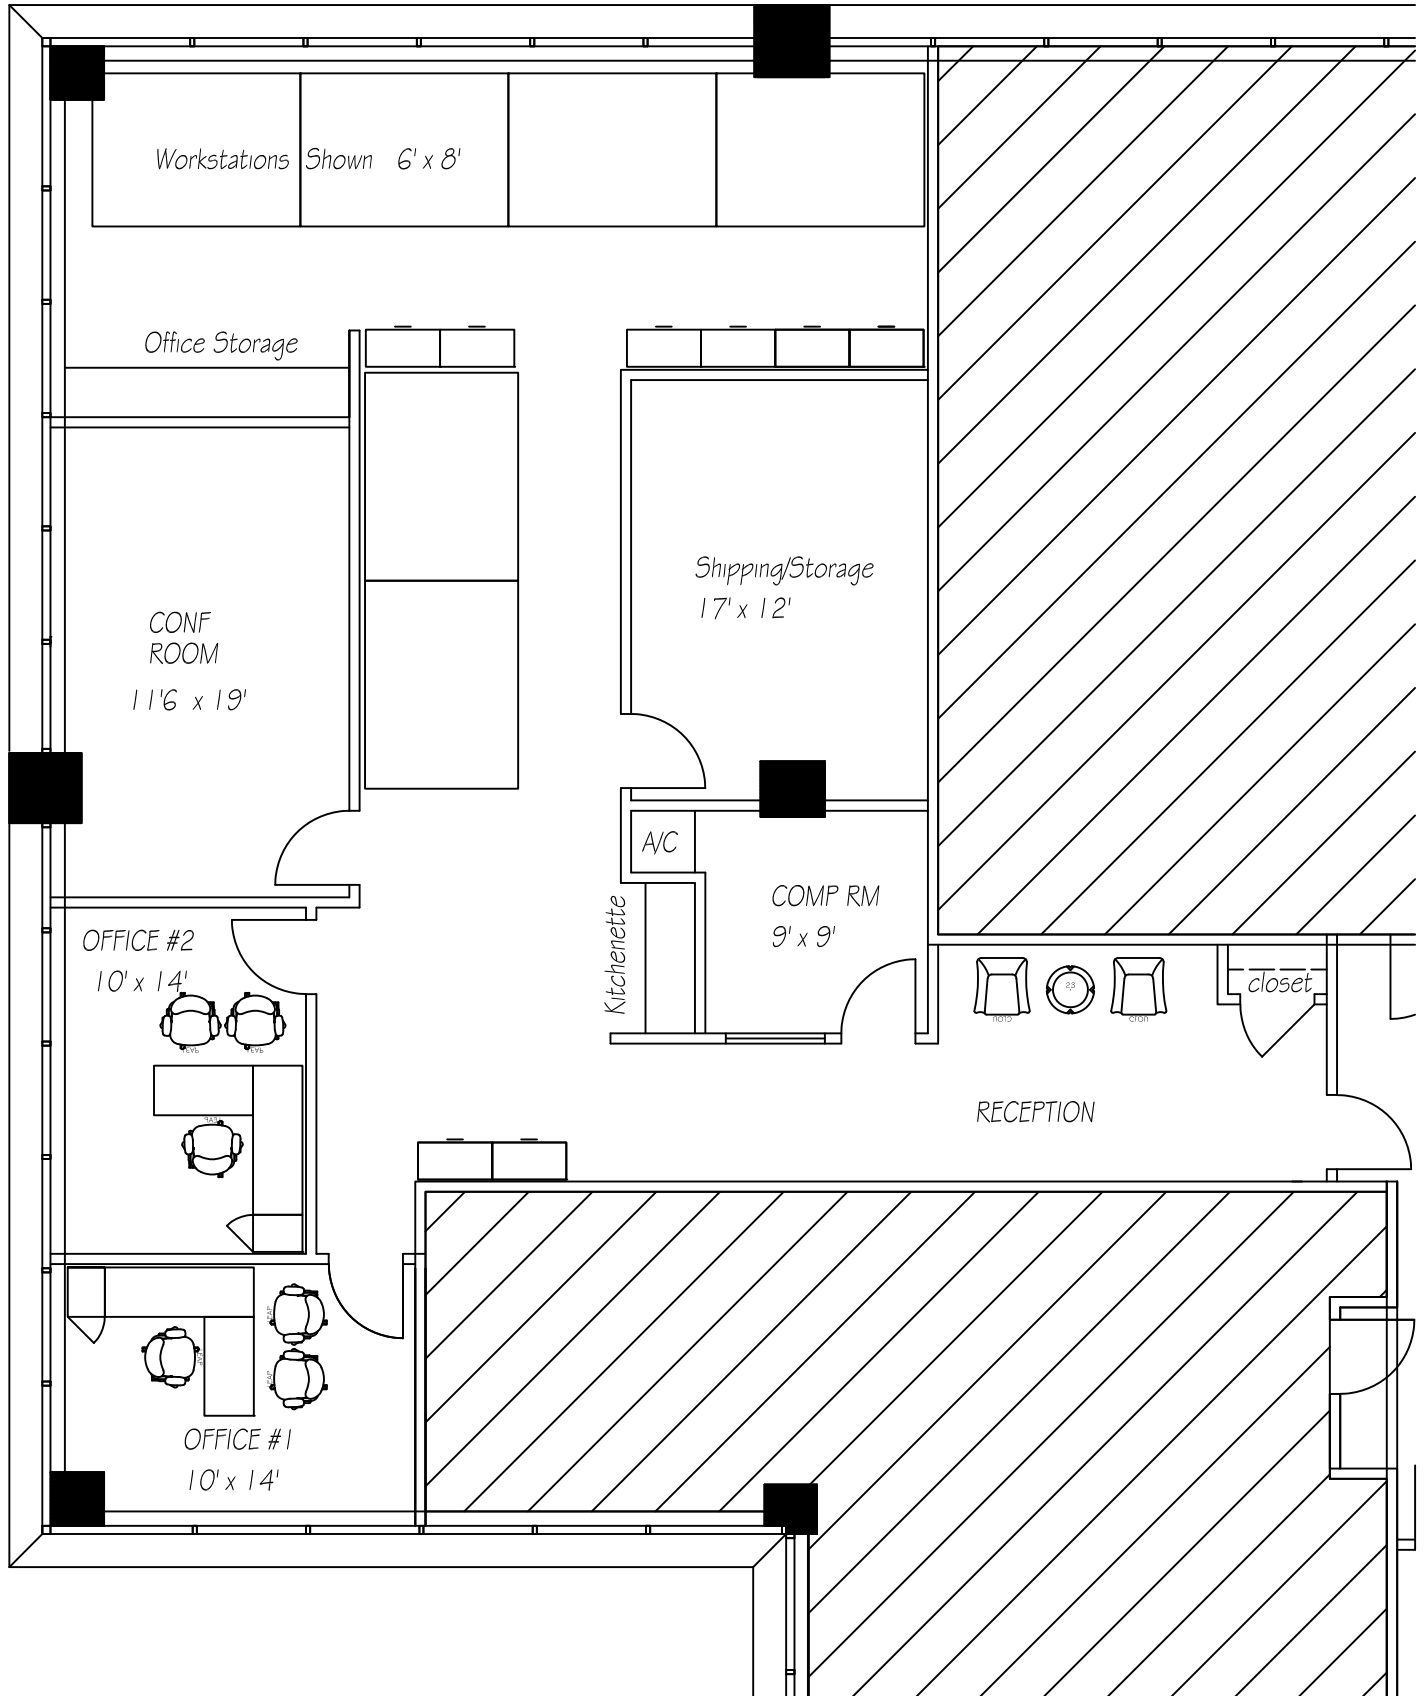 Workstations Shown 6' x 8'
Office Storage
Shipping/Storage
17' x 12'
CONF
ROOM
11'6 x 19'
A/C
COMP RM
9' x 9'
Kitchenette
OFFICE #2
10' x 14'
closet
23
RECEPTION
OFFICE #1
10' x 14'